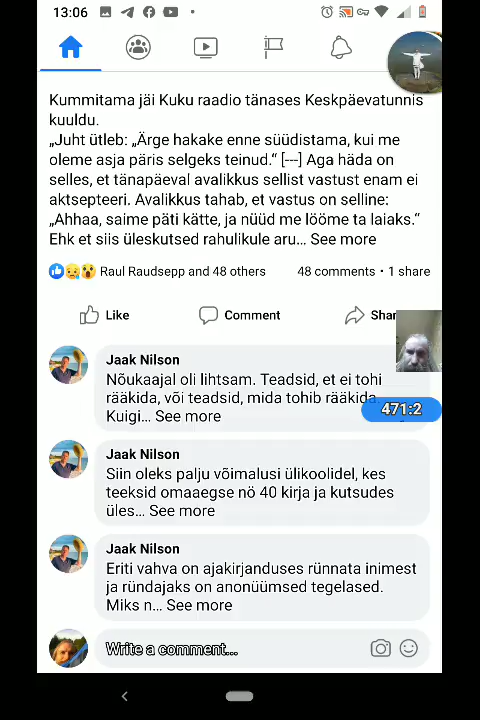 13:06
Kummitama jäi Kuku raadio tänases Keskpäevatunnis
kuuldu.
„Juht ütleb: „Ärge hakake enne süüdistama, kui me
oleme asja päris selgeks teinud.“ [---] Aga häda on
selles, et tänapäeval avalikkus sellist vastust enam ei
aktsepteeri. Avalikkus tahab, et vastus on selline:
„Ahhaa, saime päti kätte, ja nüüd me lööme ta laiaks.“
Ehk et siis üleskutsed rahulikule aru... See more
Raul Raudsepp and 48 others 48 comments • 1 share
Like Comment Shar
Jaak Nilson
Nõukaajal oli lihtsam. Teadsid, et ei tohi
rääkida, või teadsid, mida tohib rääkida.
Kuigi... See more
471:2
Jaak Nilson
Siin oleks palju võimalusi ülikoolidel, kes
teeksid omaaegse nö 40 kirja ja kutsudes
üles... See more
Jaak Nilson
Eriti vahva on ajakirjanduses rünnata inimest
ja ründajaks on anonüümsed tegelased.
Miks n... See more
Write a comment...